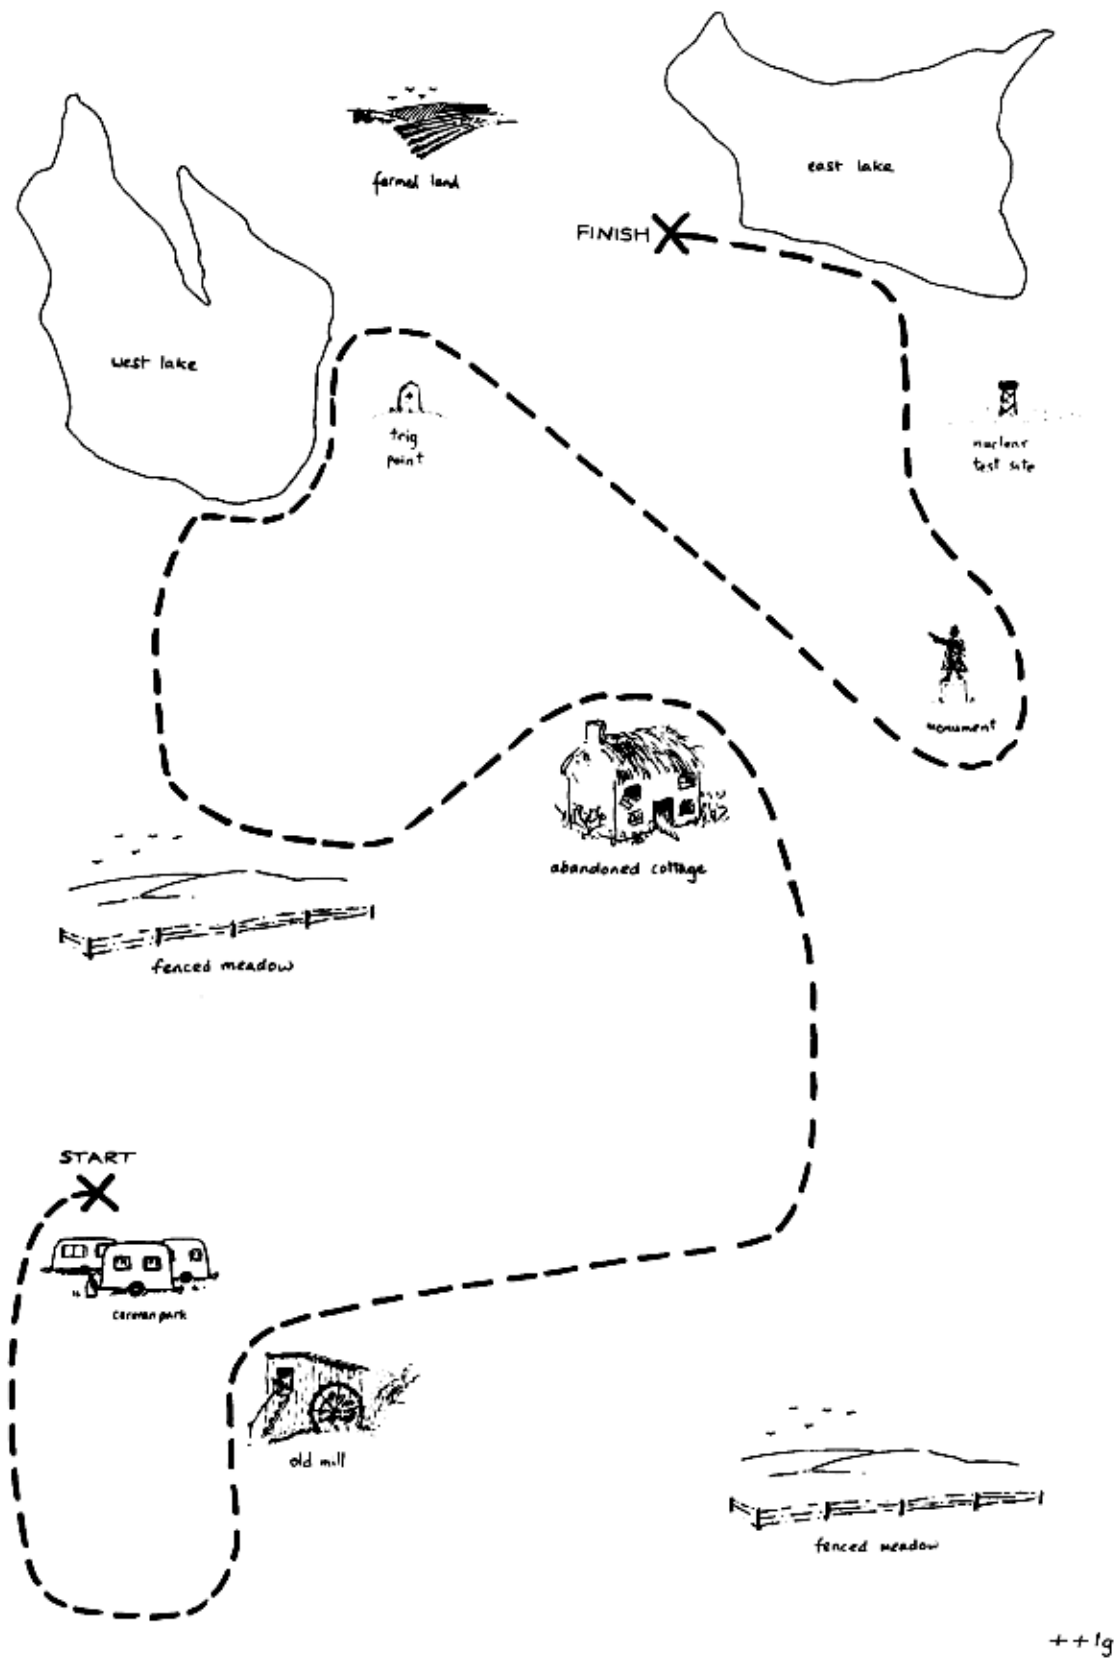 east lake
farmed land
FINISH
west lake
trig
point
nuclear
test site
monument
abandoned cottage
fenced meadow
START
caravan park
old mill
fenced meadow
++1g